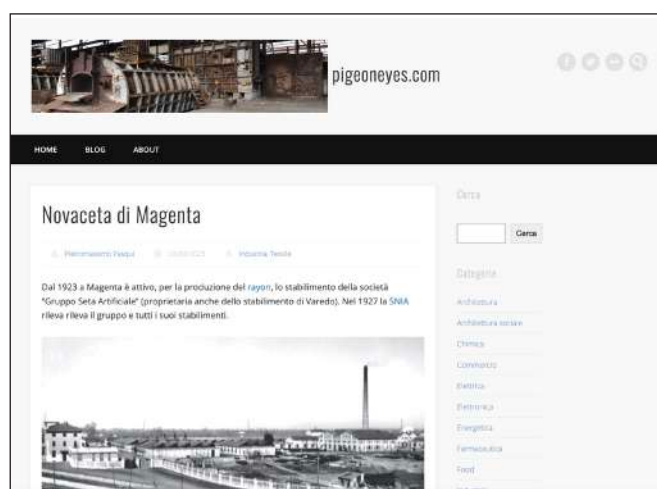 pigeoneyes.com
HOME BLOG ABOUT
Novaceta di Magenta
Pietromassimo Pasqui
Industria Tessile
Dal 1923 a Magenta è attivo, per la produzione del rayon, lo stabilimento della società
"Gruppo Seta Artificiale" (proprietaria anche dello stabilimento di Varedo). Nel 1927 la SNIA
rileva rileva il gruppo e tutti i suoi stabilimenti.
Cerca
Cerca
Categorie
Architettura
Architettura sociale
Chimica
Commercio
Elettrica
Elettronica
Energetica
Farmaceutica
Food